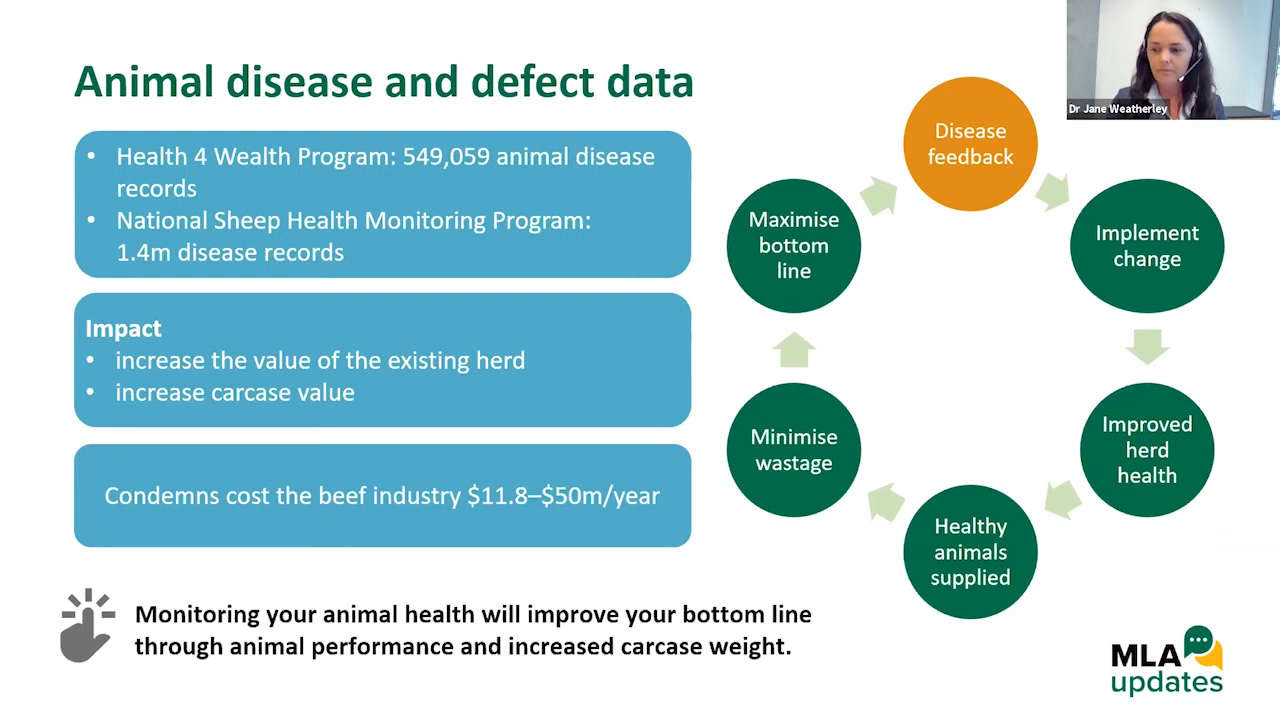 Animal disease and defect data
• Health 4 Wealth Program: 549,059 animal disease
records
• National Sheep Health Monitoring Program:
1.4m disease records
Impact
• increase the value of the existing herd
• increase carcase value
Condemns cost the beef industry $11.8–$50m/year
Monitoring your animal health will improve your bottom line
through animal performance and increased carcase weight.
Disease
feedback
Implement
change
Improved
herd
health
Healthy
animals
supplied
Minimise
wastage
Maximise
bottom
line
Dr Jane Weatherley
MLA
updates